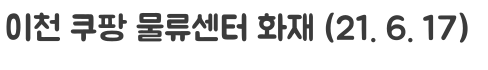 이천 쿠팡 물류센터 화재 (21. 6. 17)